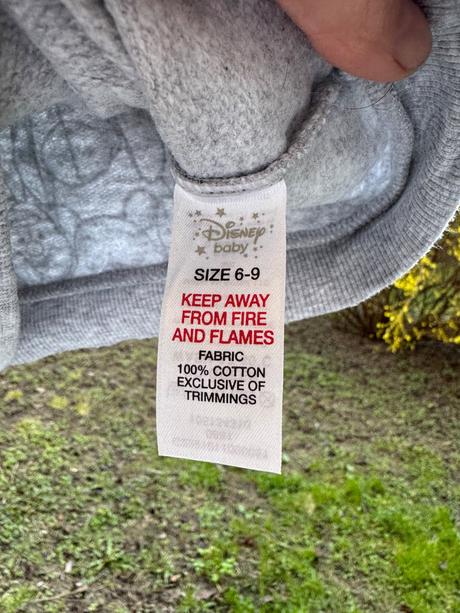 Disney
baby
SIZE 6-9
KEEP AWAY
FROM FIRE
AND FLAMES
FABRIC
100% COTTON
EXCLUSIVE OF
TRIMMINGS